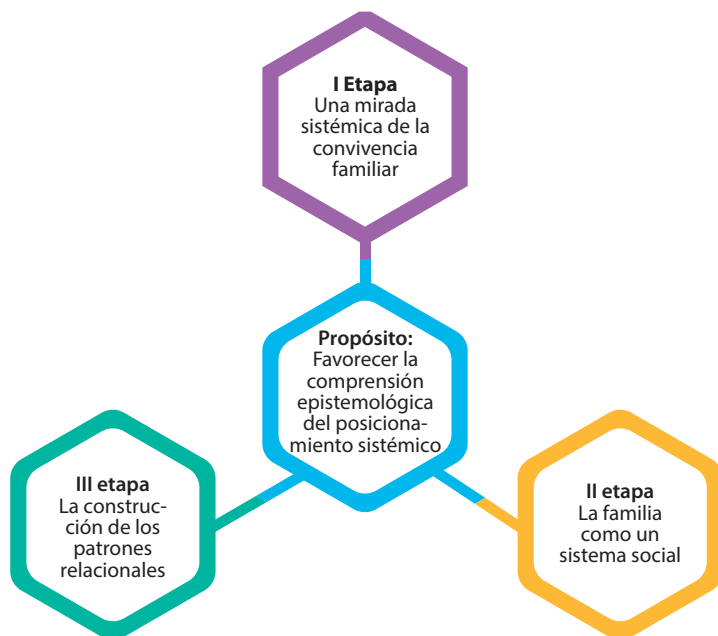 I Etapa
Una mirada
sistémica de la
convivencia
familiar
Propósito:
Favorecer la
comprensión
epistemológica
del posiciona-
miento sistémico
III etapa
La construc-
ción de los
patrones
relacionales
II etapa
La familia
como un
sistema social